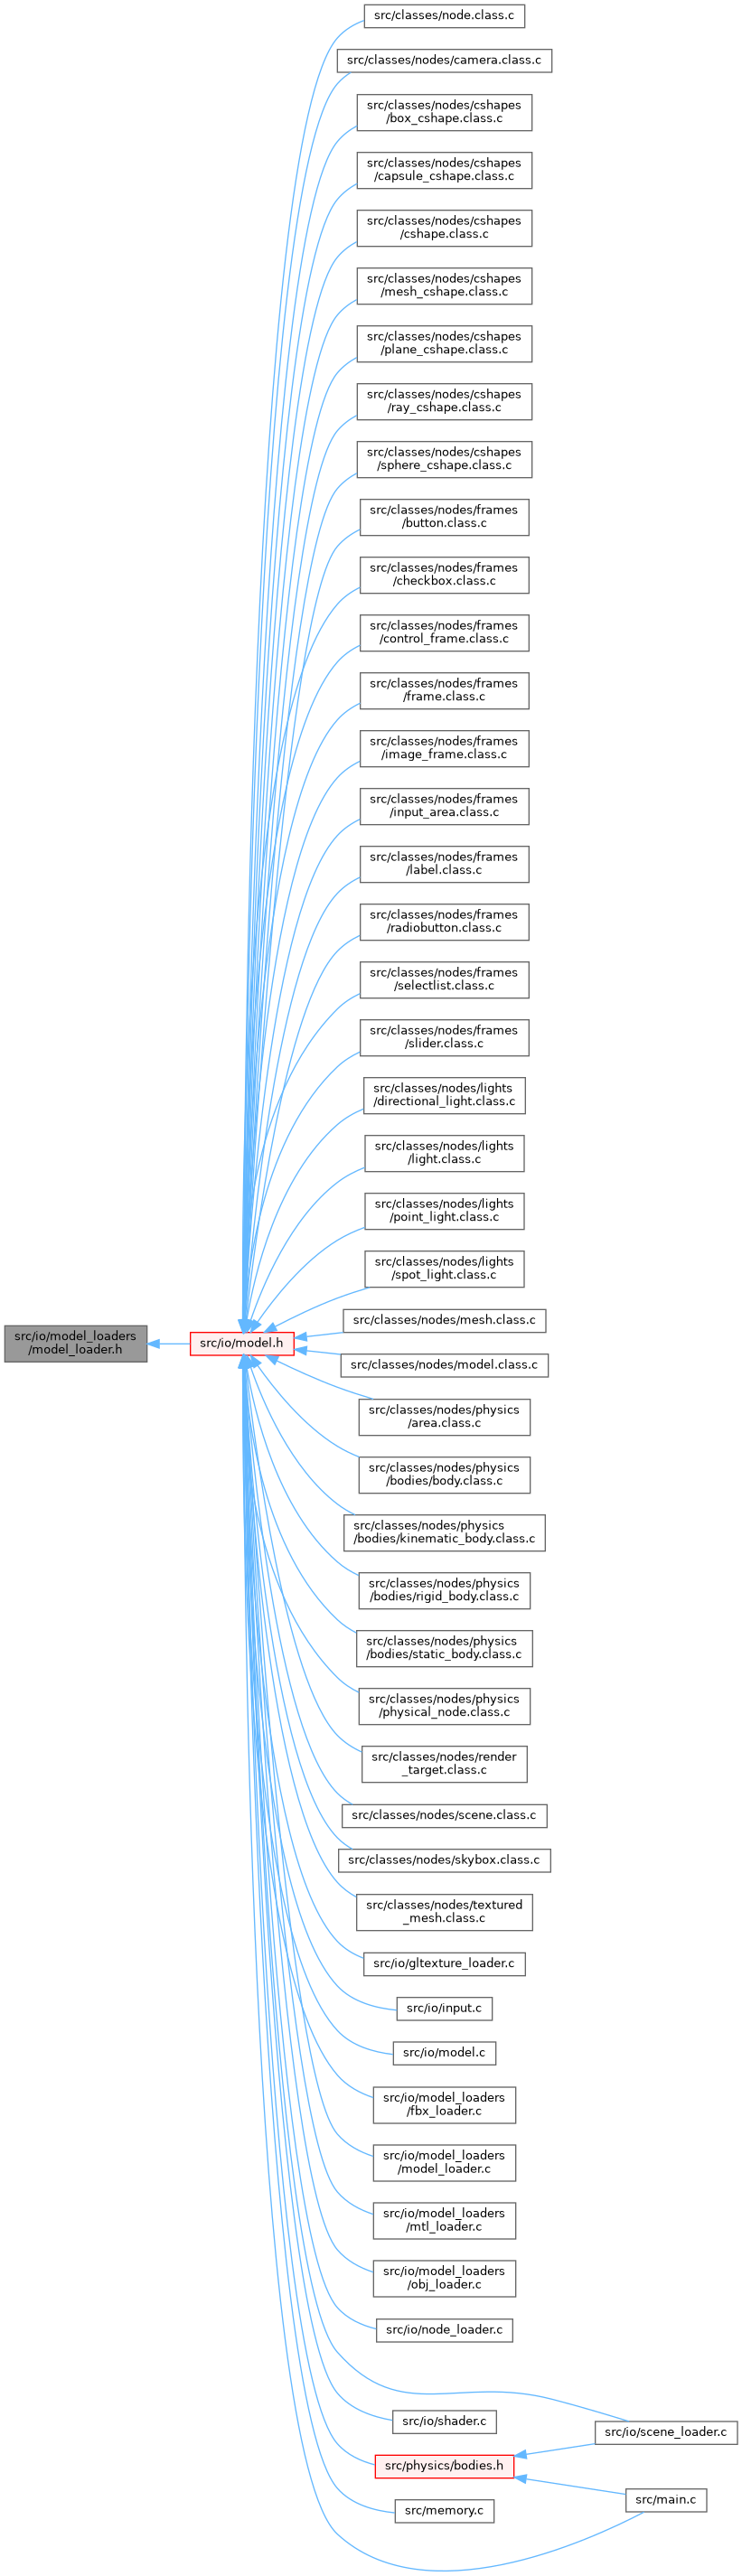 src/classes/node.class.c
src/classes/nodes/camera.class.c
src/classes/nodes/cshapes
/box_cshape.class.c
src/classes/nodes/cshapes
/capsule_cshape.class.c
src/classes/nodes/cshapes
/cshape.class.c
src/classes/nodes/cshapes
/mesh_cshape.class.c
src/classes/nodes/cshapes
/plane_cshape.class.c
src/classes/nodes/cshapes
/ray_cshape.class.c
src/classes/nodes/cshapes
/sphere_cshape.class.c
src/classes/nodes/frames
/button.class.c
src/classes/nodes/frames
/checkbox.class.c
src/classes/nodes/frames
/control_frame.class.c
src/classes/nodes/frames
/frame.class.c
src/classes/nodes/frames
/image_frame.class.c
src/classes/nodes/frames
/input_area.class.c
src/classes/nodes/frames
/label.class.c
src/classes/nodes/frames
/radiobutton.class.c
src/classes/nodes/frames
/selectlist.class.c
src/classes/nodes/frames
/slider.class.c
src/classes/nodes/lights
/directional_light.class.c
src/classes/nodes/lights
/light.class.c
src/classes/nodes/lights
/point_light.class.c
src/classes/nodes/lights
/spot_light.class.c
src/io/model_loaders
/model_loader.h
src/io/model.h
src/classes/nodes/mesh.class.c
src/classes/nodes/model.class.c
src/classes/nodes/physics
/area.class.c
src/classes/nodes/physics
/bodies/body.class.c
src/classes/nodes/physics
/bodies/kinematic_body.class.c
src/classes/nodes/physics
/bodies/rigid_body.class.c
src/classes/nodes/physics
/bodies/static_body.class.c
src/classes/nodes/physics
/physical_node.class.c
src/classes/nodes/render
_target.class.c
src/classes/nodes/scene.class.c
src/classes/nodes/skybox.class.c
src/classes/nodes/textured
_mesh.class.c
src/io/gltexture_loader.c
src/io/input.c
src/io/model.c
src/io/model_loaders
/fbx_loader.c
src/io/model_loaders
/model_loader.c
src/io/model_loaders
/mtl_loader.c
src/io/model_loaders
/obj_loader.c
src/io/node_loader.c
src/io/shader.c
src/io/scene_loader.c
src/physics/bodies.h
src/main.c
src/memory.c